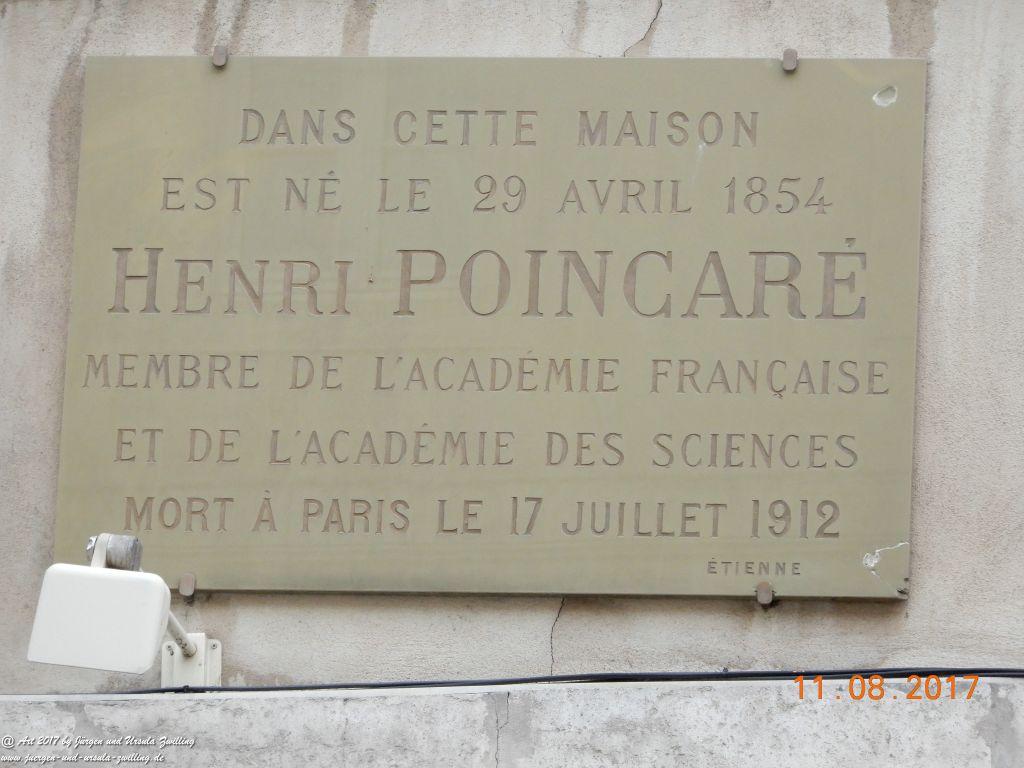 DANS CETTE MAISON
EST NÉ LE 29 AVRIL 1854
HENRI POINCARÉ
MEMBRE DE L'ACADÉMIE FRANÇAISE
ET DE L'ACADÉMIE DES SCIENCES
MORT À PARIS LE 17 JUILLET 1912
ÉTIENNE
11.08.2017
@ Art 2017 by Jürgen und Ursula Zwilling
www.juergen-und-ursula-zwilling.de